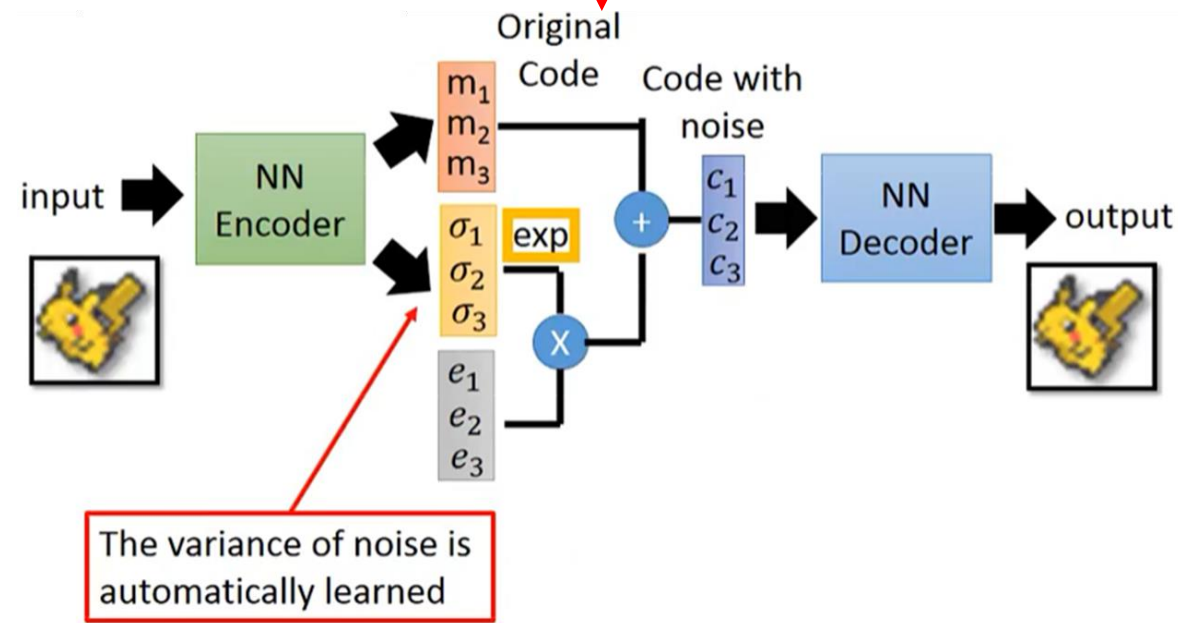 Original
Code
Code with
noise
input
NN
Encoder
m₁
m₂
m₃
σ₁
σ₂
σ₃
exp
e₁
e₂
e₃
X
+
c₁
c₂
c₃
NN
Decoder
output
The variance of noise is
automatically learned